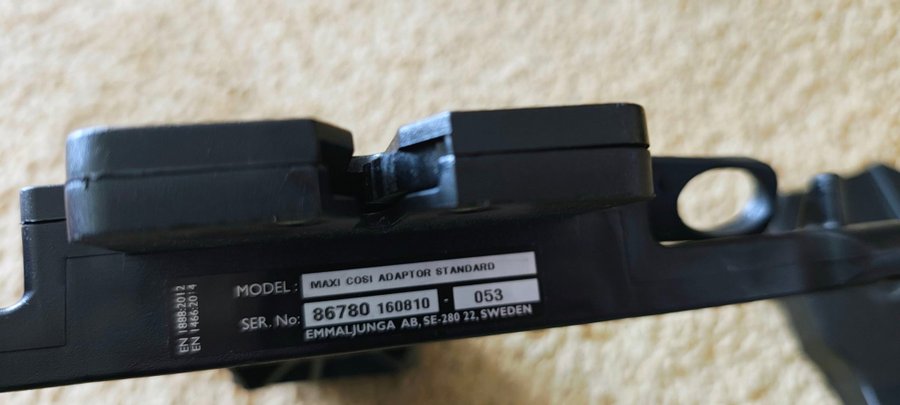 MODEL : MAXI COSI ADAPTOR STANDARD
SER. No: 86780 160810 - 053
EMMALJUNGA AB, SE-280 22, SWEDEN
EN 1888:2012
EN 1466:2014